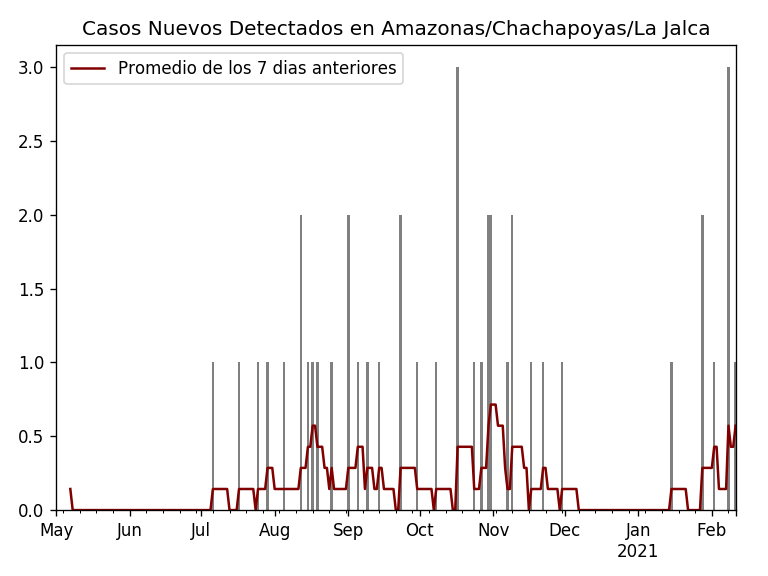 Casos Nuevos Detectados en Amazonas/Chachapoyas/La Jalca
Promedio de los 7 dias anteriores
3.0
2.5
2.0
1.5
1.0
0.5
0.0
May Jun Jul Aug Sep Oct Nov Dec Jan Feb
2021